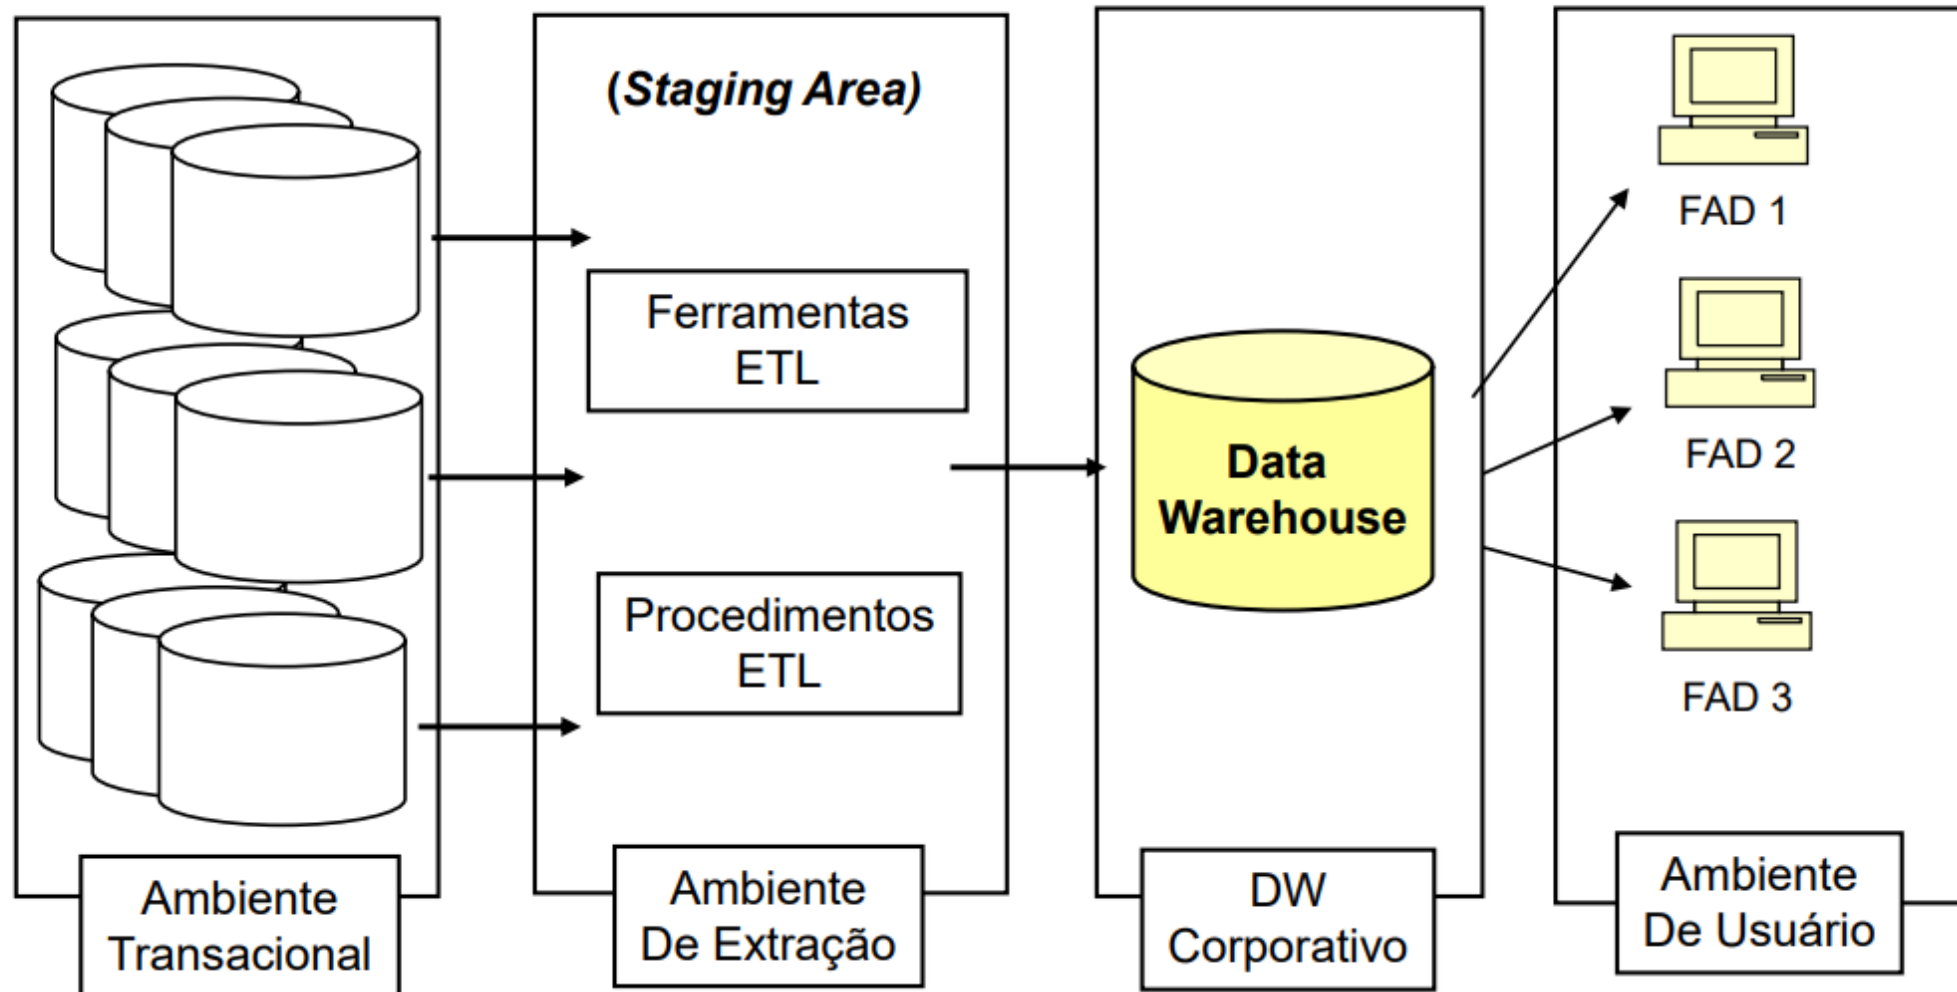 (Staging Area)
Ferramentas
ETL
Procedimentos
ETL
Data
Warehouse
FAD 1
FAD 2
FAD 3
Ambiente
Transacional
Ambiente
De Extração
DW
Corporativo
Ambiente
De Usuário